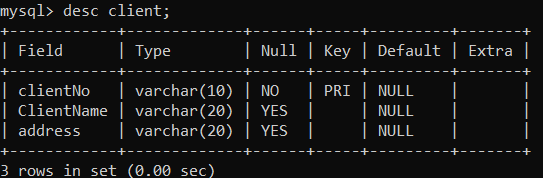 mysql> desc client;
+------------+-------------+------+-----+---------+-------+
| Field      | Type        | Null | Key | Default | Extra |
+------------+-------------+------+-----+---------+-------+
| clientNo   | varchar(10) | NO   | PRI | NULL    |       |
| ClientName | varchar(20) | YES  |     | NULL    |       |
| address    | varchar(20) | YES  |     | NULL    |       |
+------------+-------------+------+-----+---------+-------+
3 rows in set (0.00 sec)